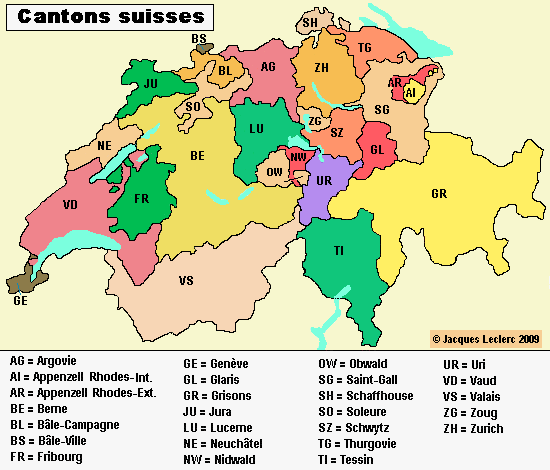 Cantons suisses
SH
BS
TG
JU
BL
AG
ZH
AR
AI
SO
SG
ZG
LU
SZ
NE
BE
NW
GL
OW
UR
GR
FR
VD
TI
VS
GE
© Jacques Leclerc 2009
AG = Argovie
AI = Appenzell Rhodes-Int.
AR = Appenzell Rhodes-Ext.
BE = Berne
BL = Bâle-Campagne
BS = Bâle-Ville
FR = Fribourg
GE = Genève
GL = Glaris
GR = Grisons
JU = Jura
LU = Lucerne
NE = Neuchâtel
NW = Nidwald
OW = Obwald
SG = Saint-Gall
SH = Schaffhouse
SO = Soleure
SZ = Schwytz
TG = Thurgovie
TI = Tessin
UR = Uri
VD = Vaud
VS = Valais
ZG = Zoug
ZH = Zurich